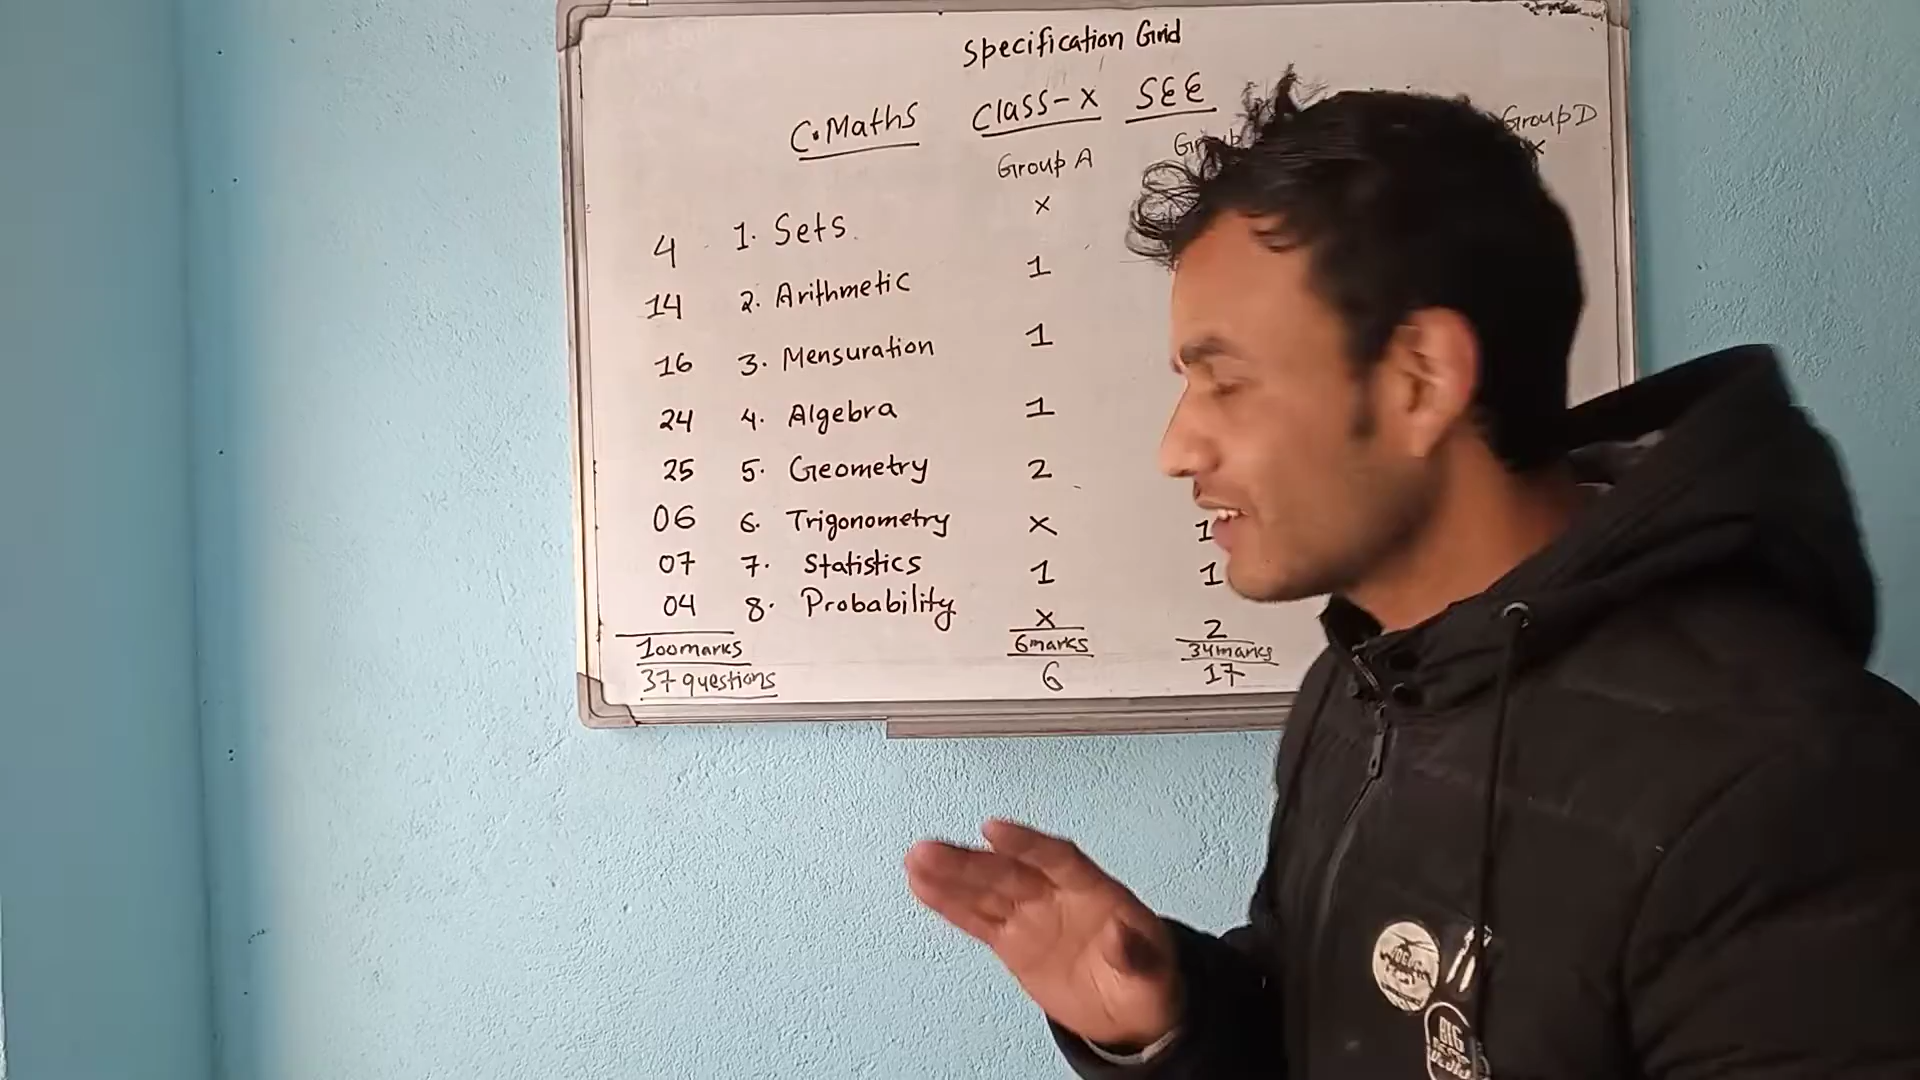 Specification Grid
C.Maths Class-X SEE
Group A Group D
4 1. Sets x
14 2. Arithmetic 1
16 3. Mensuration 1
24 4. Algebra 1
25 5. Geometry 2
06 6. Trigonometry x 1
07 7. Statistics 1 1
04 8. Probability x 2
100marks 6marks 34marks
37 questions 6 17
BIG